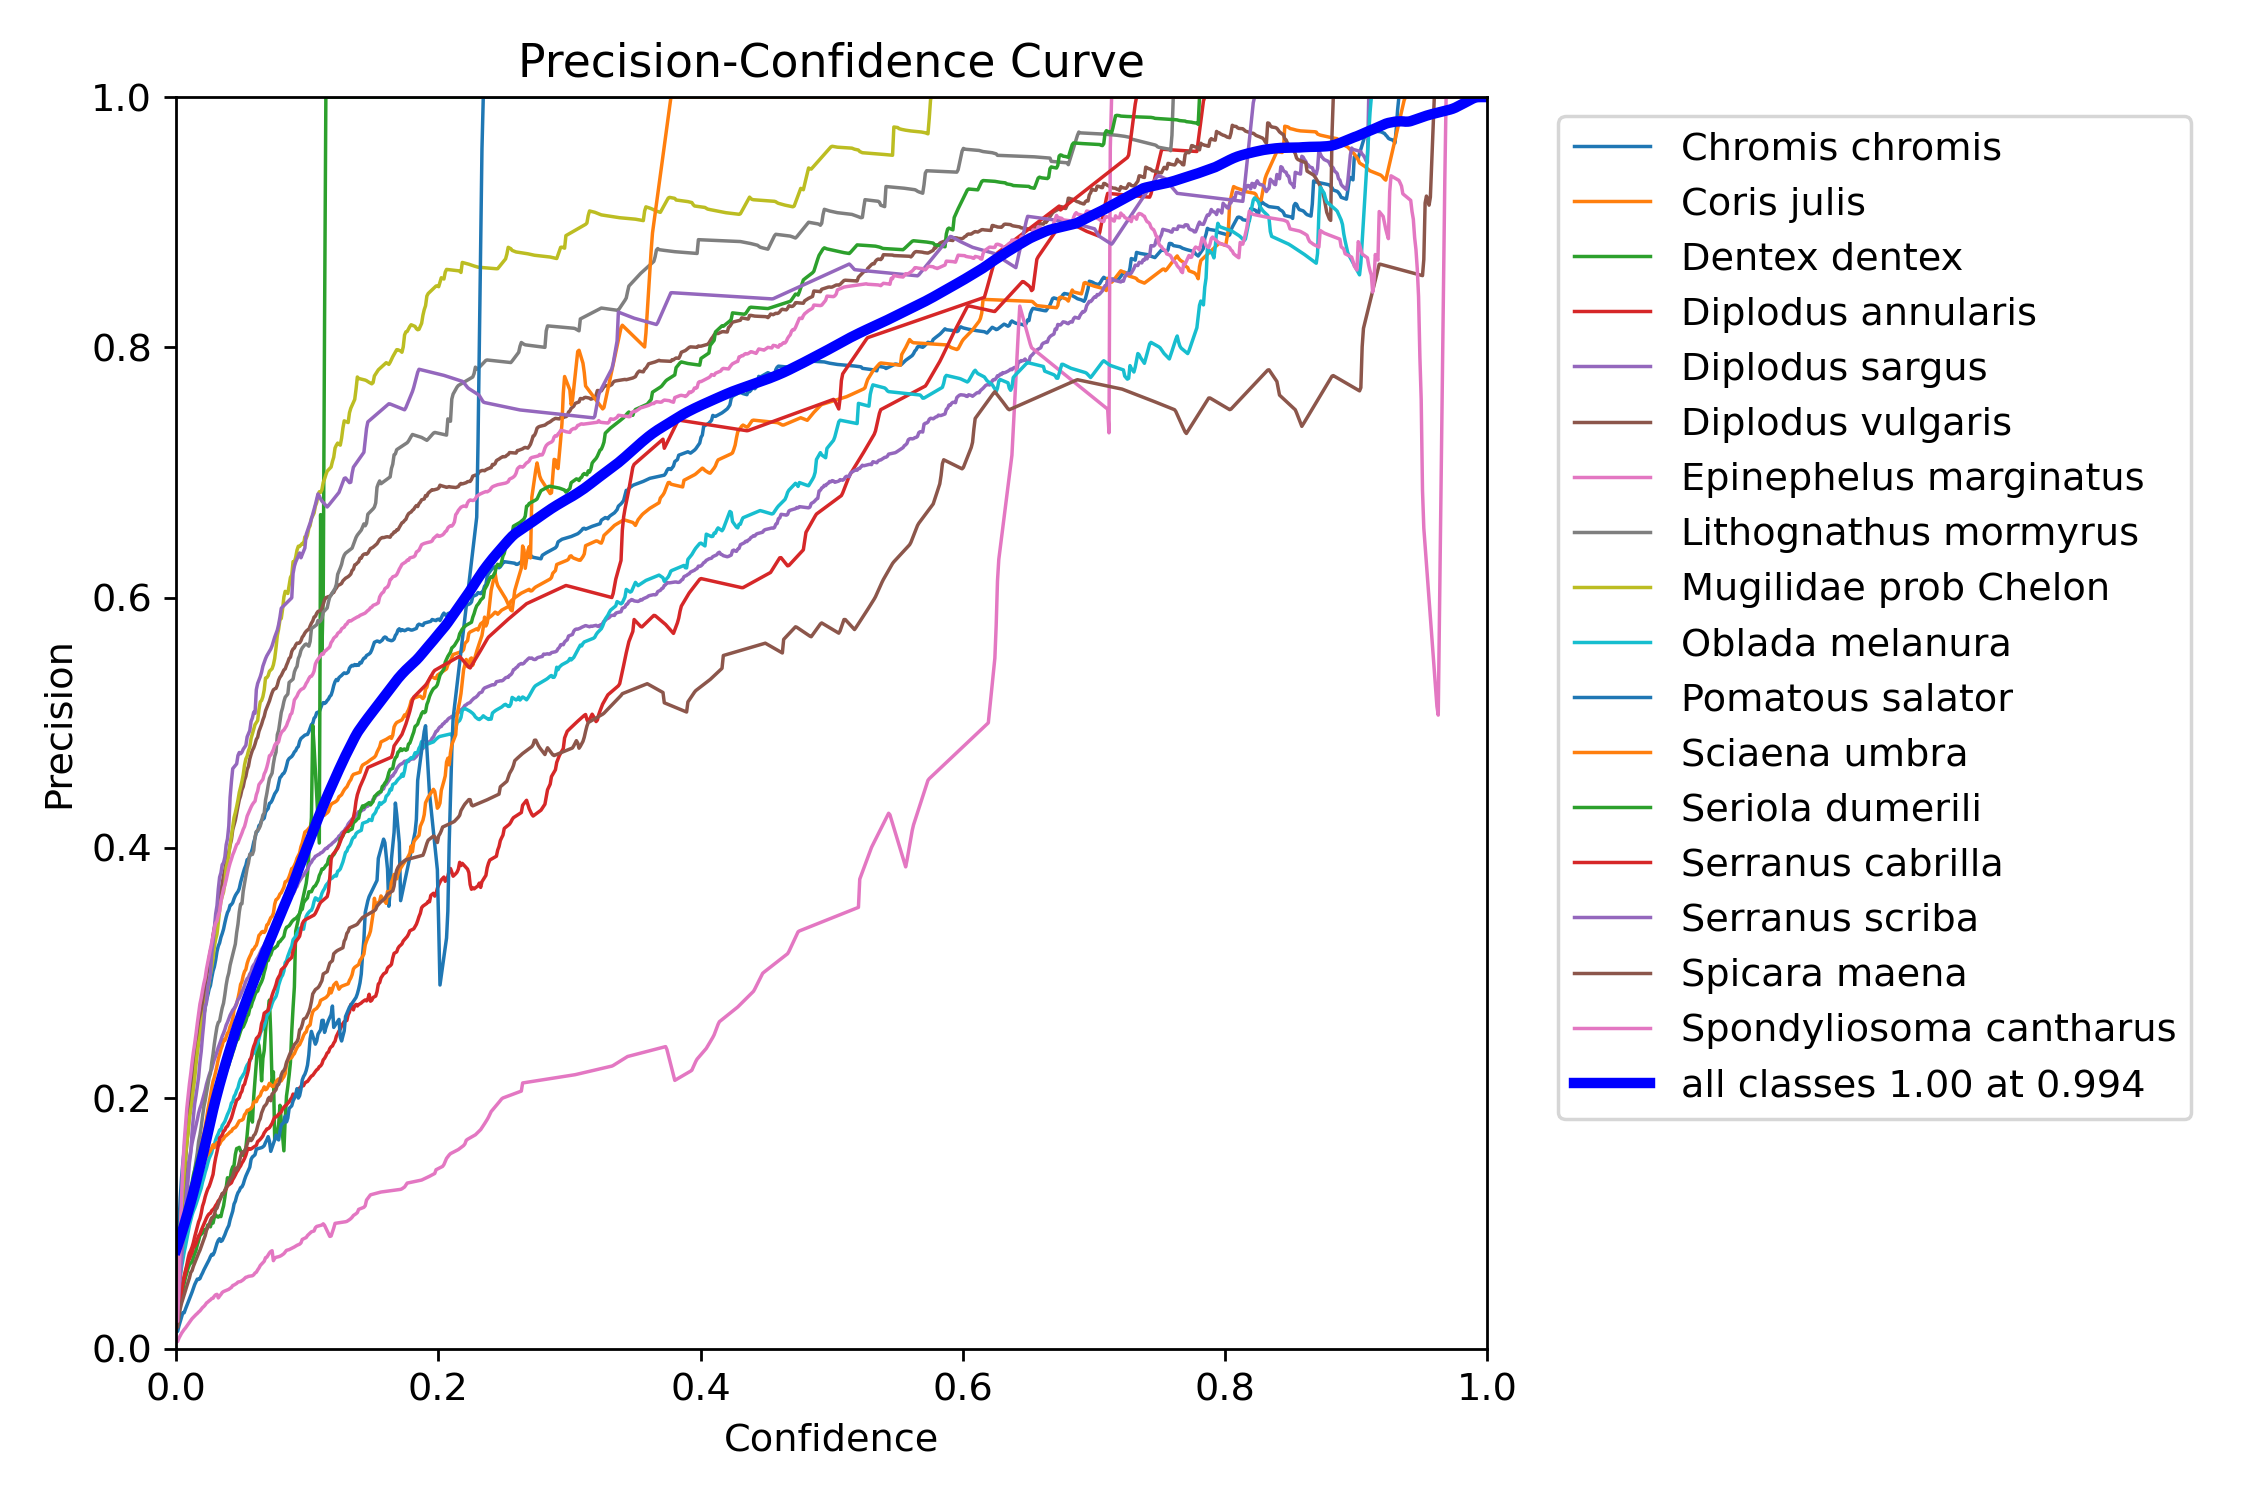 Precision-Confidence Curve
1.0
0.8
0.6
0.4
0.2
0.0
Precision
0.0 0.2 0.4 0.6 0.8 1.0
Confidence
Chromis chromis
Coris julis
Dentex dentex
Diplodus annularis
Diplodus sargus
Diplodus vulgaris
Epinephelus marginatus
Lithognathus mormyrus
Mugilidae prob Chelon
Oblada melanura
Pomatous salator
Sciaena umbra
Seriola dumerili
Serranus cabrilla
Serranus scriba
Spicara maena
Spondyliosoma cantharus
all classes 1.00 at 0.994